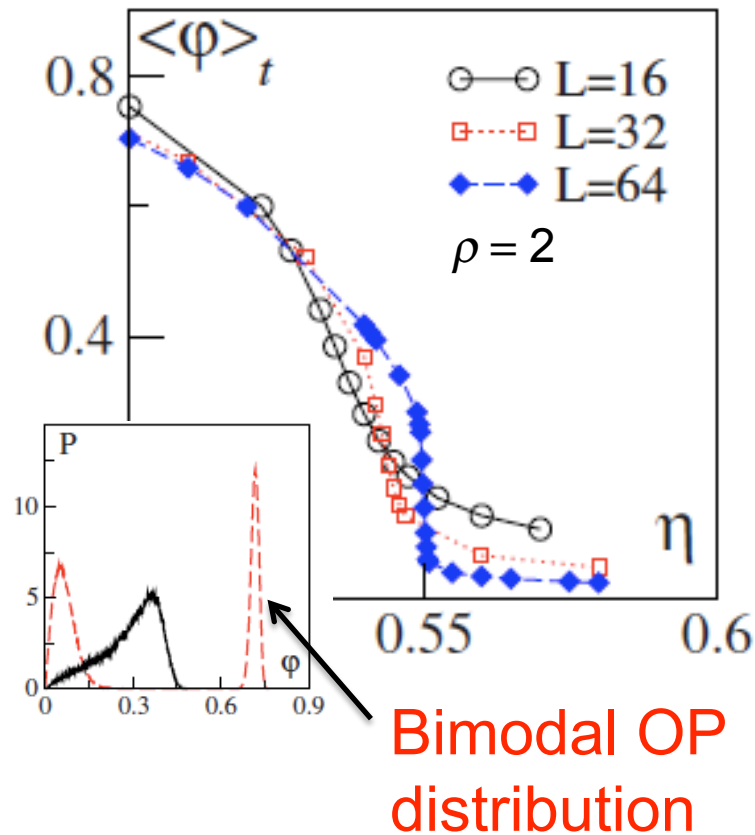 <φ>t
0.8
0.4
L=16
L=32
L=64
ρ = 2
η
0.55
0.6
P
10
5
0
0
0.3
0.6
0.9
φ
Bimodal OP
distribution